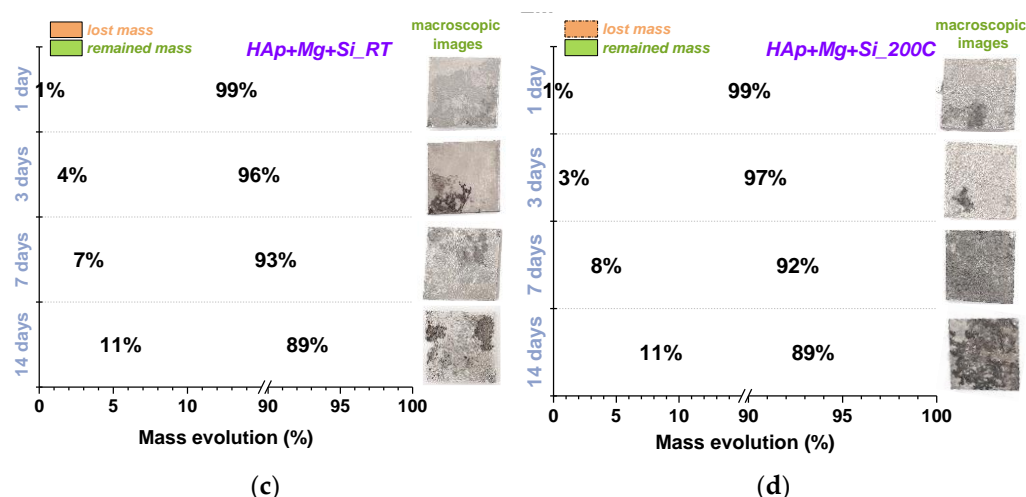 lost mass
remained mass
HAp+Mg+Si_RT
macroscopic
images
1 day
1%
99%
3 days
4%
96%
7 days
7%
93%
14 days
11%
89%
0 5 10 90 95 100
Mass evolution (%)
(c)
lost mass
remained mass
HAp+Mg+Si_200C
macroscopic
images
1 day
1%
99%
3 days
3%
97%
7 days
8%
92%
14 days
11%
89%
0 5 10 90 95 100
Mass evolution (%)
(d)